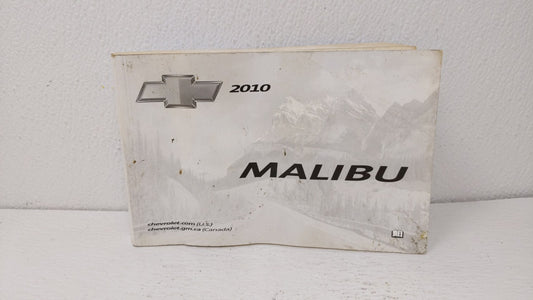 2010
MALIBU
chevrolet.com (U.S.)
chevrolet.gm.ca (Canada)